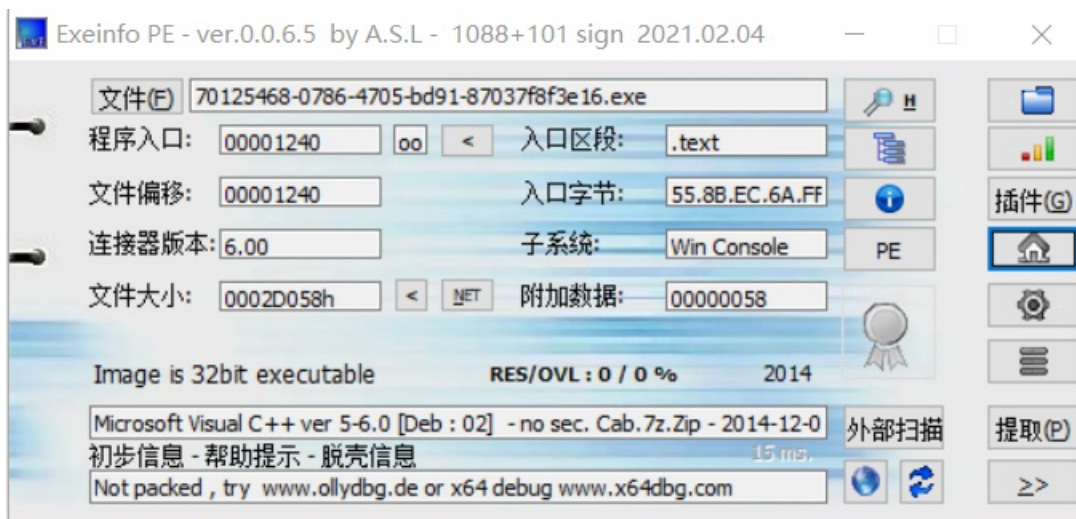 Exeinfo PE - ver.0.0.6.5 by A.S.L - 1088+101 sign 2021.02.04
文件(F) 70125468-0786-4705-bd91-87037f8f3e16.exe H
程序入口: 00001240 oo < 入口区段: .text
文件偏移: 00001240 入口字节: 55.8B.EC.6A.FF 插件(G)
连接器版本: 6.00 子系统: Win Console PE
文件大小: 0002D058h < NET 附加数据: 00000058
Image is 32bit executable RES/OVL : 0 / 0 % 2014
Microsoft Visual C++ ver 5-6.0 [Deb : 02] - no sec. Cab.7z.Zip - 2014-12-0 外部扫描 提取(P)
初步信息 - 帮助提示 - 脱壳信息 15 ms.
Not packed , try www.ollydbg.de or x64 debug www.x64dbg.com >>